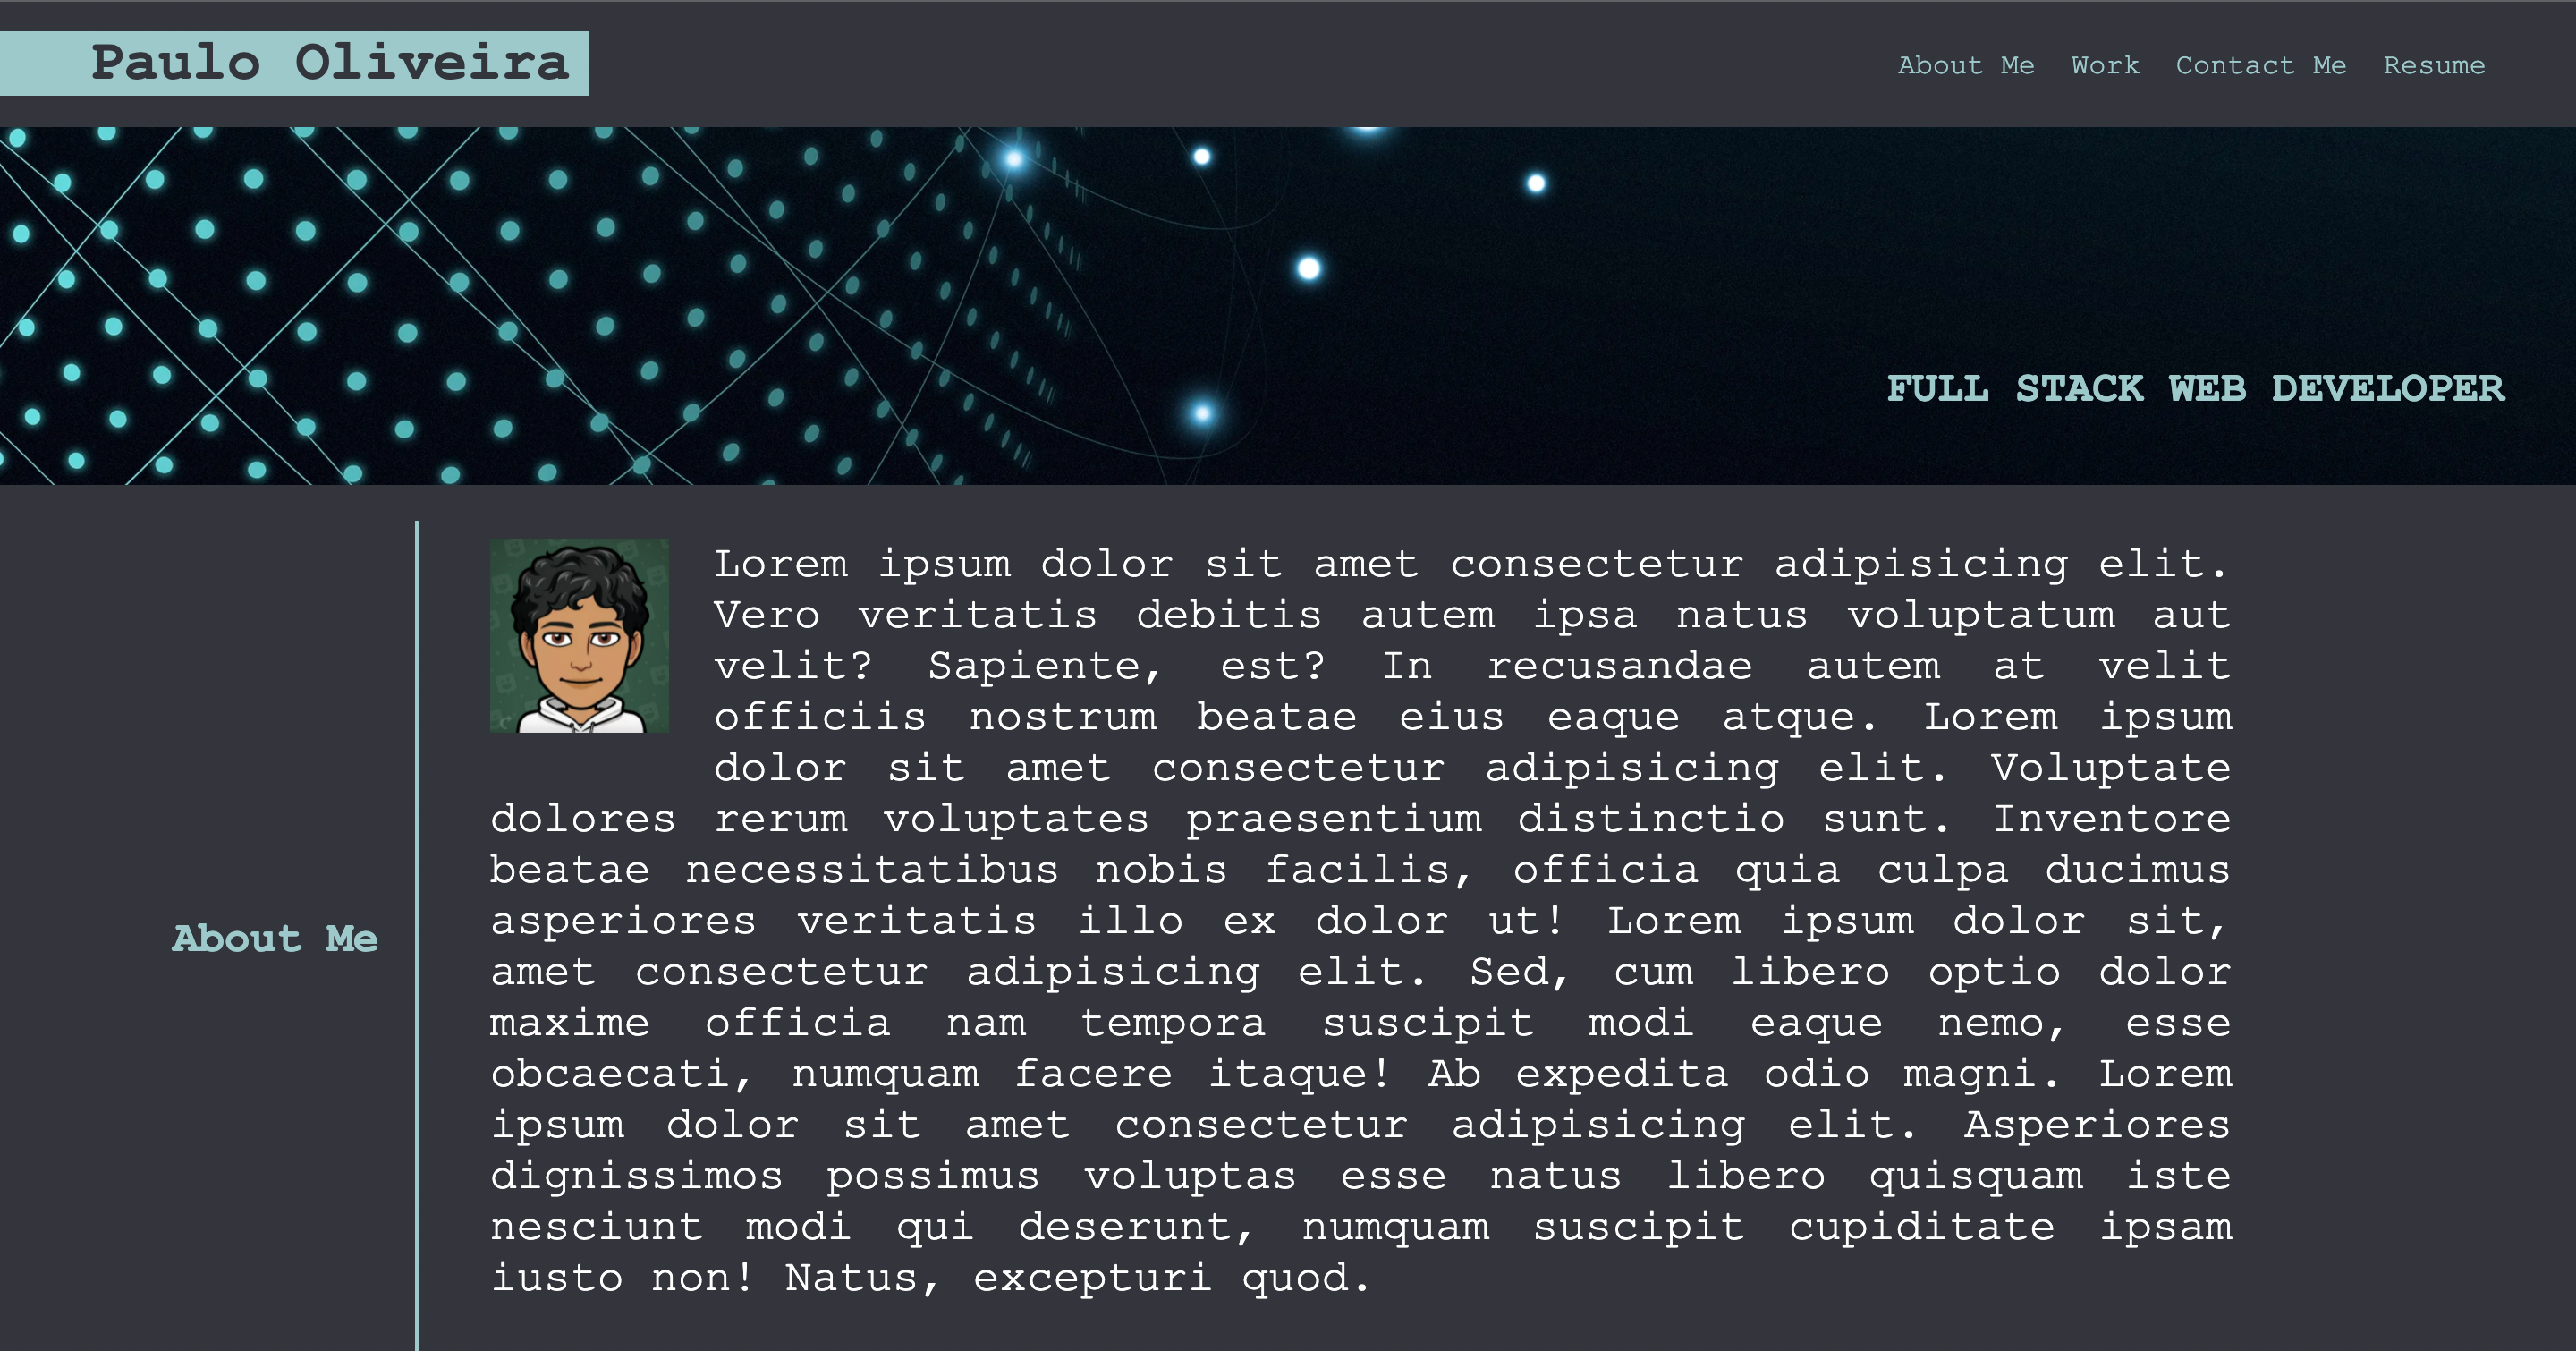 Paulo Oliveira
About Me Work Contact Me Resume
FULL STACK WEB DEVELOPER
About Me
Lorem ipsum dolor sit amet consectetur adipisicing elit.
Vero veritatis debitis autem ipsa natus voluptatum aut
velit? Sapiente, est? In recusandae autem at velit
officiis nostrum beatae eius eaque atque. Lorem ipsum
dolor sit amet consectetur adipisicing elit. Voluptate
dolores rerum voluptates praesentium distinctio sunt. Inventore
beatae necessitatibus nobis facilis, officia quia culpa ducimus
asperiores veritatis illo ex dolor ut! Lorem ipsum dolor sit,
amet consectetur adipisicing elit. Sed, cum libero optio dolor
maxime officia nam tempora suscipit modi eaque nemo, esse
obcaecati, numquam facere itaque! Ab expedita odio magni. Lorem
ipsum dolor sit amet consectetur adipisicing elit. Asperiores
dignissimos possimus voluptas esse natus libero quisquam iste
nesciunt modi qui deserunt, numquam suscipit cupiditate ipsam
iusto non! Natus, excepturi quod.